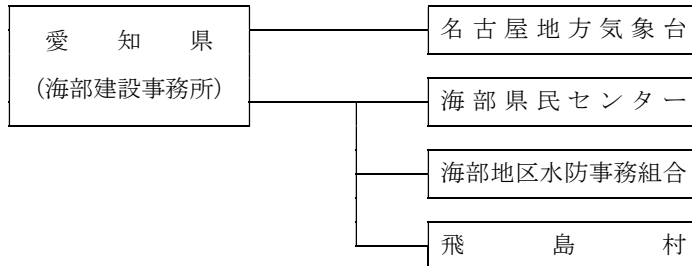 愛知県
(海部建設事務所)
名古屋地方気象台
海部県民センター
海部地区水防事務組合
飛島村